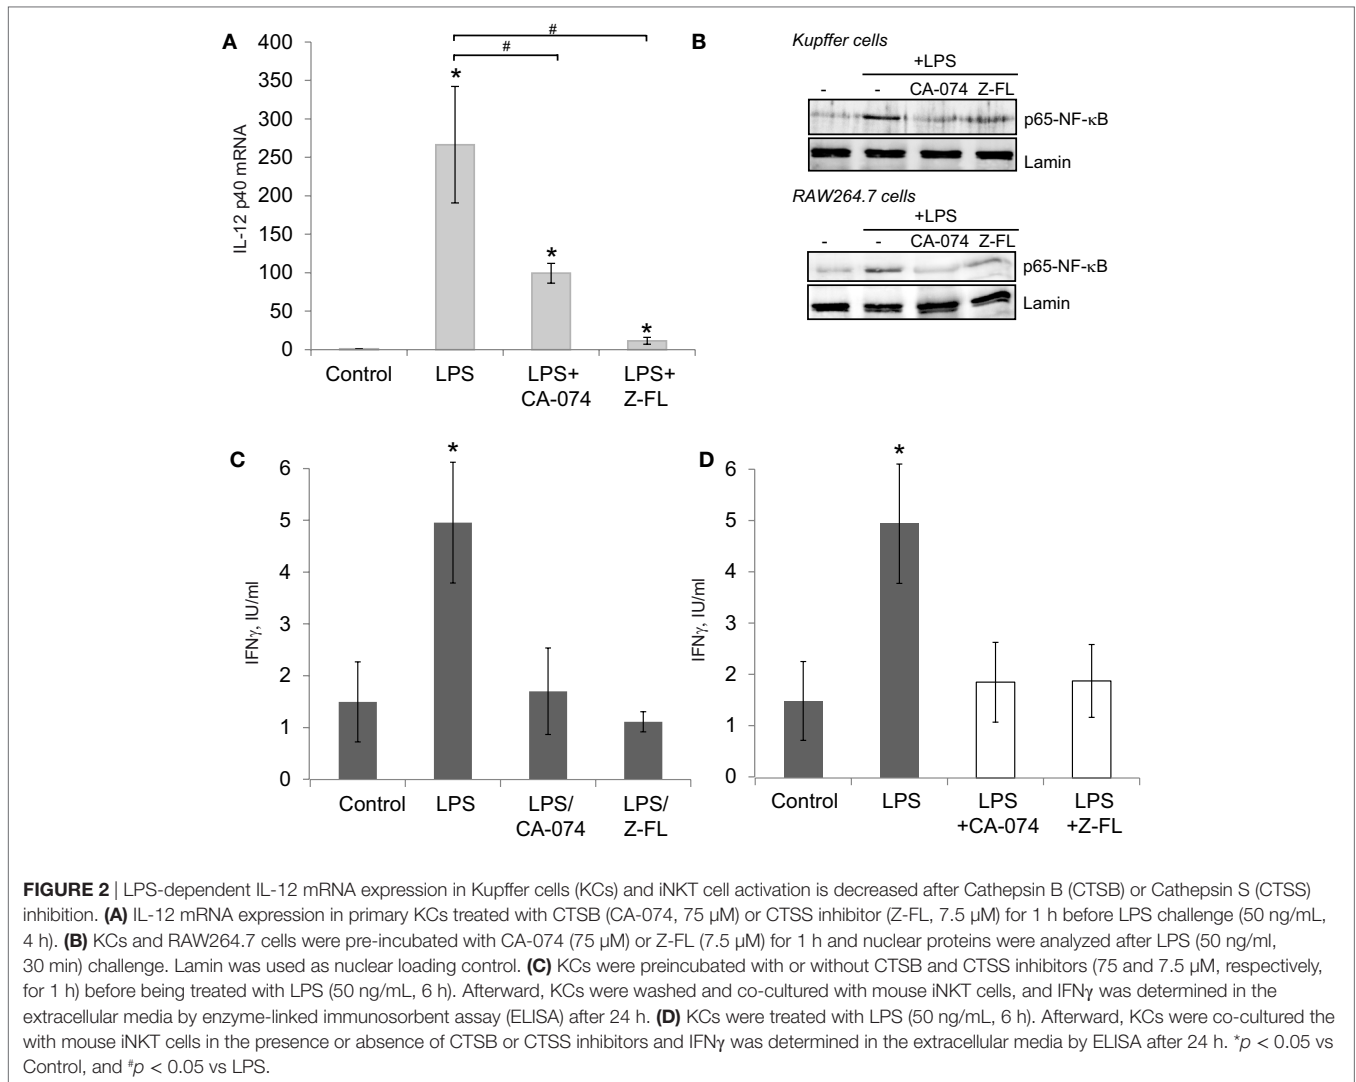 A
400
350
300
250
200
150
100
50
0
IL-12 p40 mRNA
#
#
*
*
*
Control
LPS
LPS+
CA-074
LPS+
Z-FL
B
Kupffer cells
+LPS
- - CA-074 Z-FL
p65-NF-κB
Lamin
RAW264.7 cells
+LPS
- - CA-074 Z-FL
p65-NF-κB
Lamin
C
6
5
4
3
2
1
0
IFNγ, IU/ml
*
Control
LPS
LPS/
CA-074
LPS/
Z-FL
D
6
5
4
3
2
1
0
IFNγ, IU/ml
*
Control
LPS
LPS
+CA-074
LPS
+Z-FL
FIGURE 2 | LPS-dependent IL-12 mRNA expression in Kupffer cells (KCs) and iNKT cell activation is decreased after Cathepsin B (CTSB) or Cathepsin S (CTSS)
inhibition. (A) IL-12 mRNA expression in primary KCs treated with CTSB (CA-074, 75 µM) or CTSS inhibitor (Z-FL, 7.5 µM) for 1 h before LPS challenge (50 ng/mL,
4 h). (B) KCs and RAW264.7 cells were pre-incubated with CA-074 (75 µM) or Z-FL (7.5 µM) for 1 h and nuclear proteins were analyzed after LPS (50 ng/ml,
30 min) challenge. Lamin was used as nuclear loading control. (C) KCs were preincubated with or without CTSB and CTSS inhibitors (75 and 7.5 µM, respectively,
for 1 h) before being treated with LPS (50 ng/mL, 6 h). Afterward, KCs were washed and co-cultured with mouse iNKT cells, and IFNγ was determined in the
extracellular media by enzyme-linked immunosorbent assay (ELISA) after 24 h. (D) KCs were treated with LPS (50 ng/mL, 6 h). Afterward, KCs were co-cultured the
with mouse iNKT cells in the presence or absence of CTSB or CTSS inhibitors and IFNγ was determined in the extracellular media by ELISA after 24 h. *p < 0.05 vs
Control, and #p < 0.05 vs LPS.